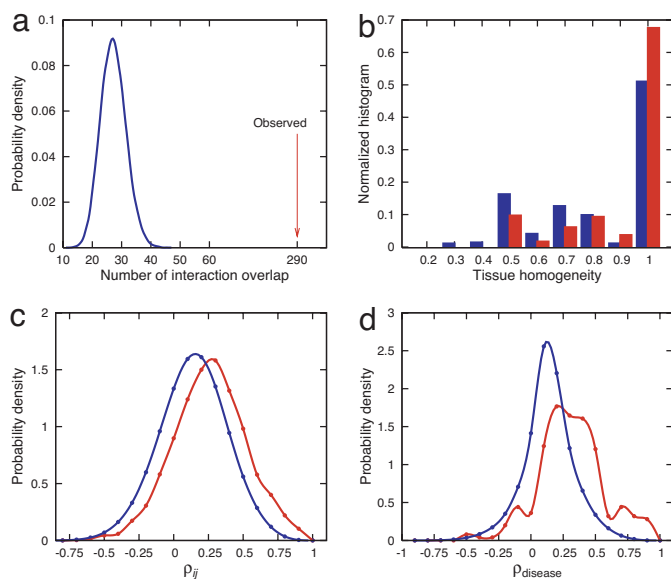 a
0.1
0.08
0.06
0.04
0.02
0
Probability density
Observed
10 20 30 40 50 60 290
Number of interaction overlap
b
0.7
0.6
0.5
0.4
0.3
0.2
0.1
0
Normalized histogram
0.2 0.3 0.4 0.5 0.6 0.7 0.8 0.9 1
Tissue homogeneity
c
2
1.5
1
0.5
0
Probability density
-0.75 -0.5 -0.25 0 0.25 0.5 0.75 1
ρij
d
3
2.5
2
1.5
1
0.5
0
Probability density
-1 -0.75 -0.5 -0.25 0 0.25 0.5 0.75 1
ρdisease